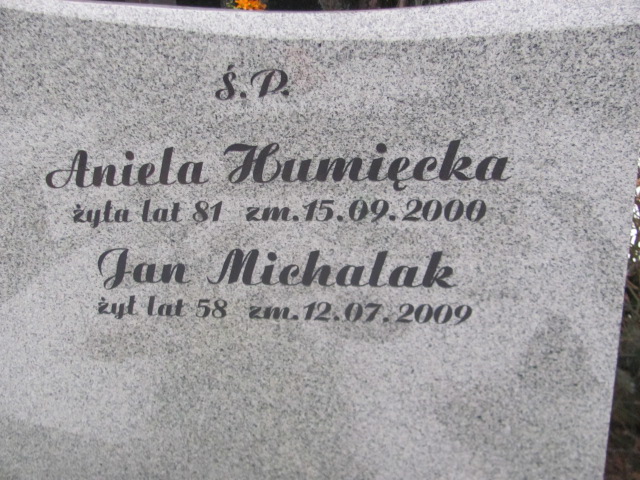 Ś.P.
Aniela Humięcka
żyła lat 81 zm. 15.09.2000
Jan Michalak
żył lat 58 zm. 12.07.2009